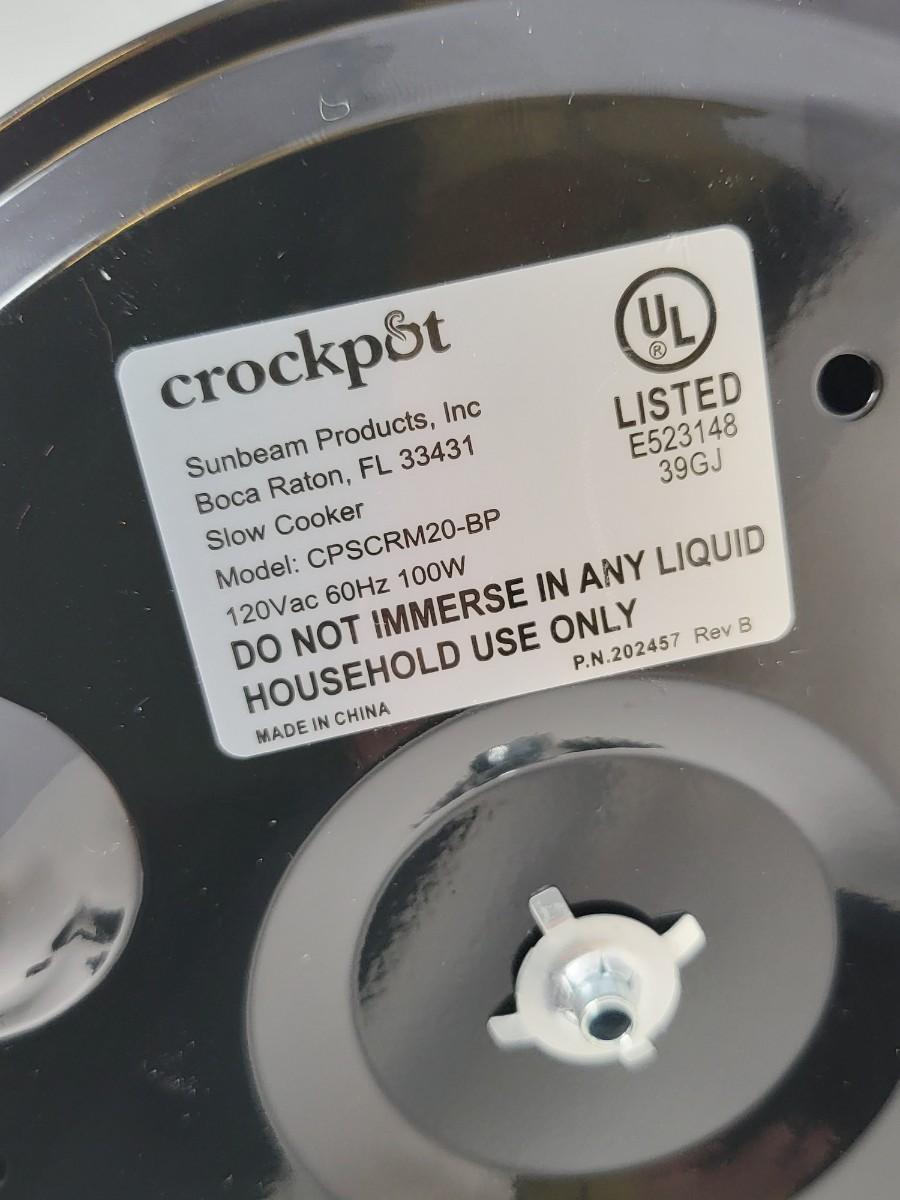 crockpot
Sunbeam Products, Inc
Boca Raton, FL 33431
Slow Cooker
Model: CPSCRM20-BP
120Vac 60Hz 100W
DO NOT IMMERSE IN ANY LIQUID
HOUSEHOLD USE ONLY
MADE IN CHINA
P.N.202457 Rev B
UL
®
LISTED
E523148
39GJ